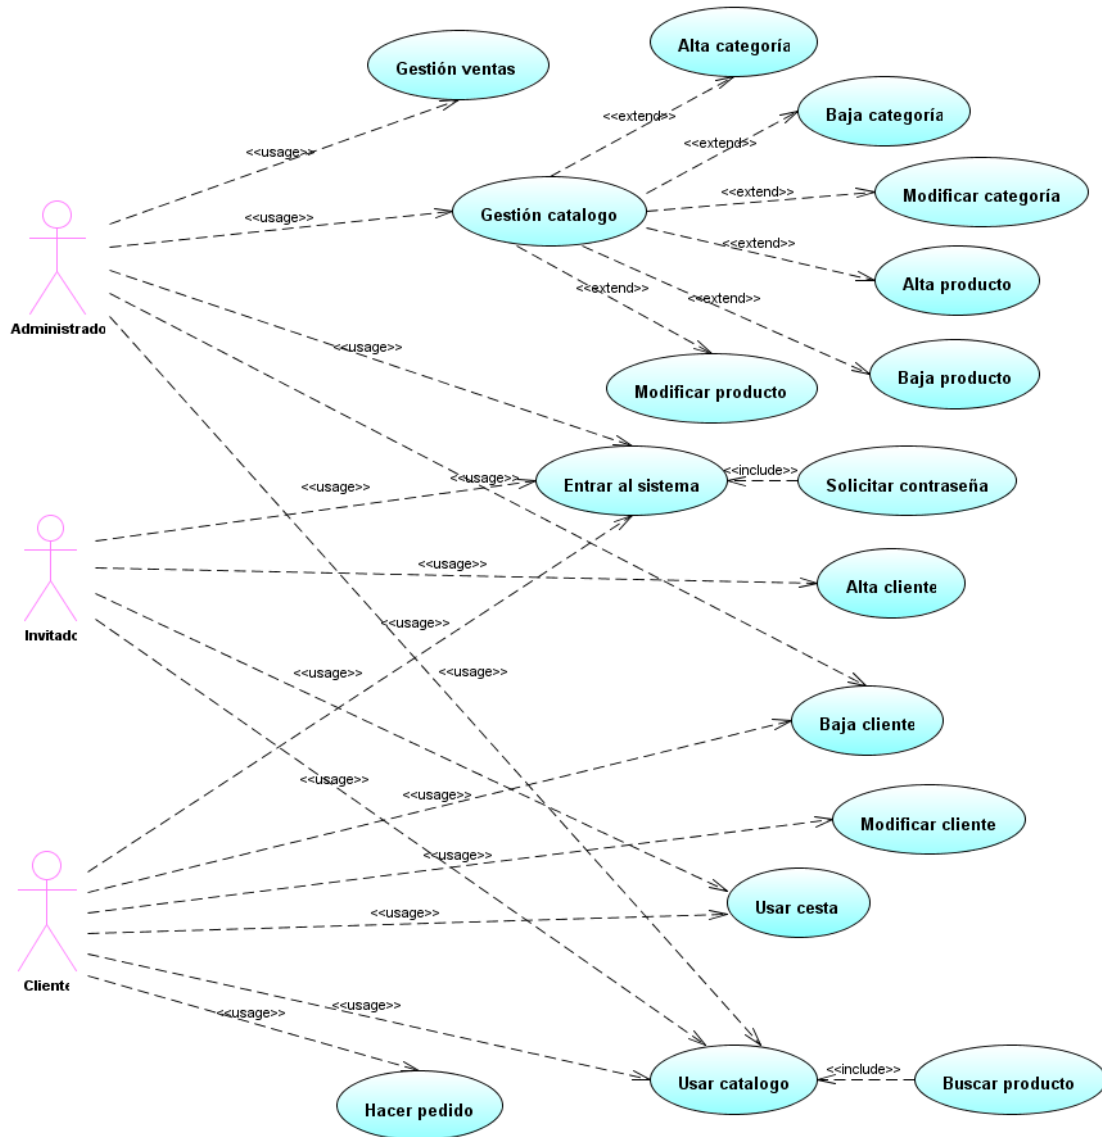 Alta categoría
Gestión ventas
Baja categoría
<<extend>>
<<extend>>
<<usage>>
Modificar categoría
<<extend>>
<<usage>>
Gestión catalogo
<<extend>>
Alta producto
<<extend>>
<<extend>>
Administrado
<<usage>>
Baja producto
Modificar producto
<<include>>
<<usage>>
<<usage>>
Entrar al sistema
Solicitar contraseña
<<usage>>
Alta cliente
Invitado
<<usage>>
<<usage>>
<<usage>>
Baja cliente
<<usage>>
<<usage>>
Modificar cliente
<<usage>>
Usar cesta
<<usage>>
Cliente
<<usage>>
<<usage>>
<<include>>
Usar catalogo
Buscar producto
Hacer pedido